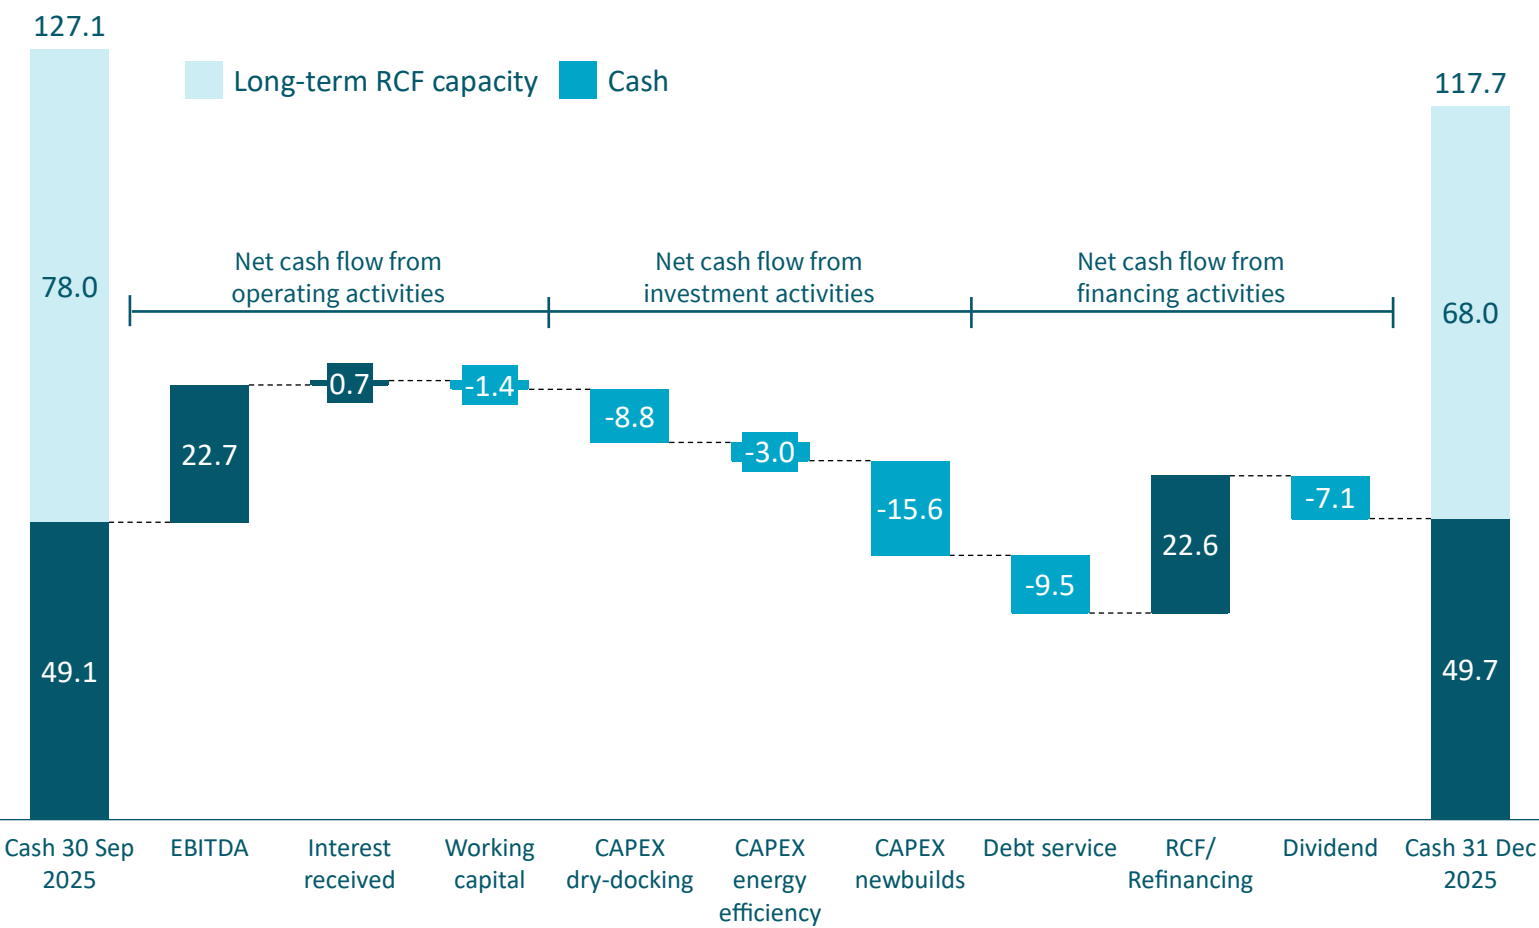 127.1
Long-term RCF capacity
Cash
117.7
Net cash flow from
operating activities
Net cash flow from
investment activities
Net cash flow from
financing activities
78.0
68.0
0.7
-1.4
-8.8
22.7
-3.0
-15.6
-7.1
22.6
-9.5
49.1
49.7
Cash 30 Sep
2025
EBITDA
Interest
received
Working
capital
CAPEX
dry-docking
CAPEX
energy
efficiency
CAPEX
newbuilds
Debt service
RCF/
Refinancing
Dividend
Cash 31 Dec
2025